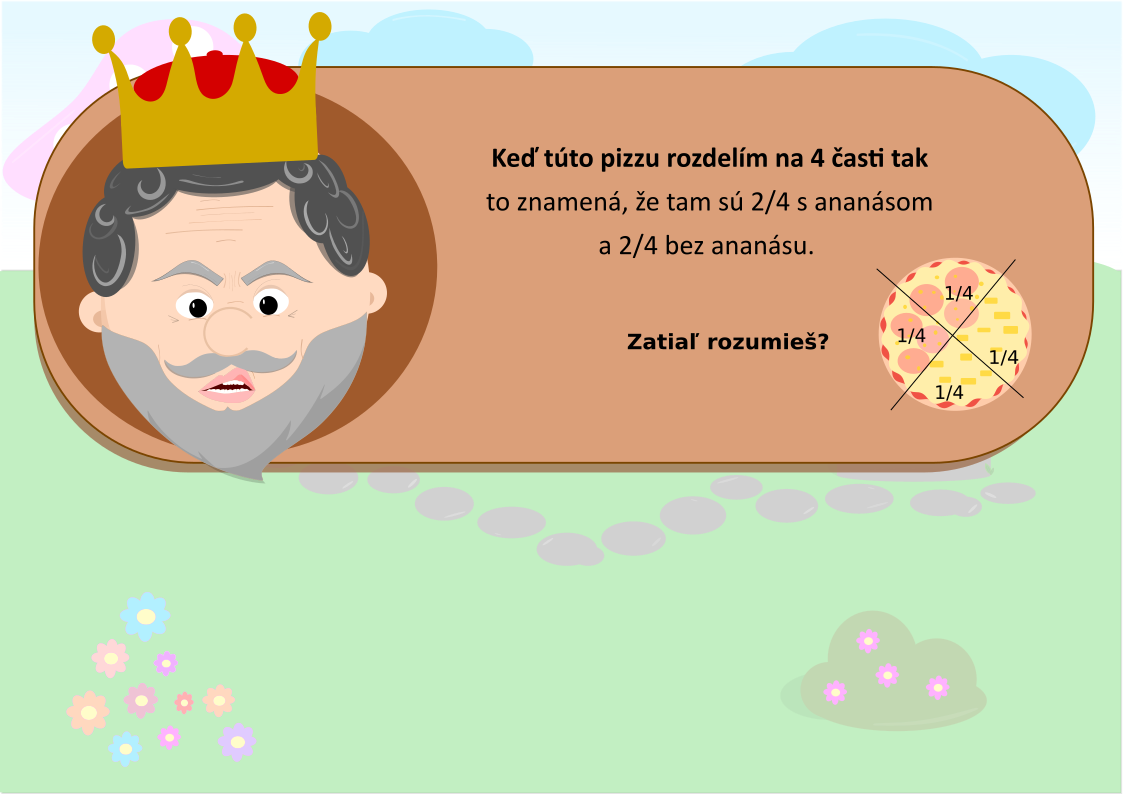 Keď túto pizzu rozdelím na 4 časti tak
to znamená, že tam sú 2/4 s ananásom
a 2/4 bez ananásu.
Zatiaľ rozumieš?
1/4
1/4
1/4
1/4